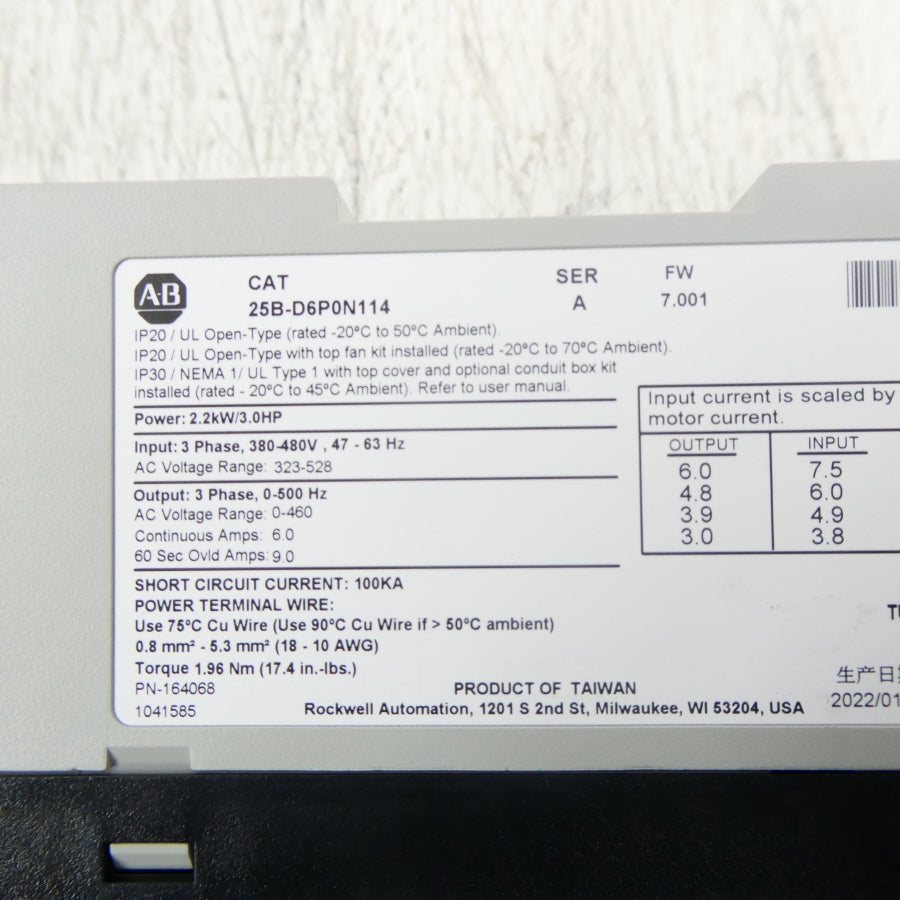 A-B
CAT
25B-D6P0N114
SER
A
FW
7.001
IP20 / UL Open-Type (rated -20°C to 50°C Ambient).
IP20 / UL Open-Type with top fan kit installed (rated -20°C to 70°C Ambient).
IP30 / NEMA 1/ UL Type 1 with top cover and optional conduit box kit
installed (rated - 20°C to 45°C Ambient). Refer to user manual.
Power: 2.2kW/3.0HP
Input: 3 Phase, 380-480V , 47 - 63 Hz
AC Voltage Range: 323-528
Output: 3 Phase, 0-500 Hz
AC Voltage Range: 0-460
Continuous Amps: 6.0
60 Sec Ovld Amps: 9.0
Input current is scaled by
motor current.
OUTPUT INPUT
6.0 7.5
4.8 6.0
3.9 4.9
3.0 3.8
SHORT CIRCUIT CURRENT: 100KA
POWER TERMINAL WIRE:
Use 75°C Cu Wire (Use 90°C Cu Wire if > 50°C ambient)
0.8 mm² - 5.3 mm² (18 - 10 AWG)
Torque 1.96 Nm (17.4 in.-lbs.)
PN-164068
1041585
PRODUCT OF TAIWAN
Rockwell Automation, 1201 S 2nd St, Milwaukee, WI 53204, USA
生产日
2022/01